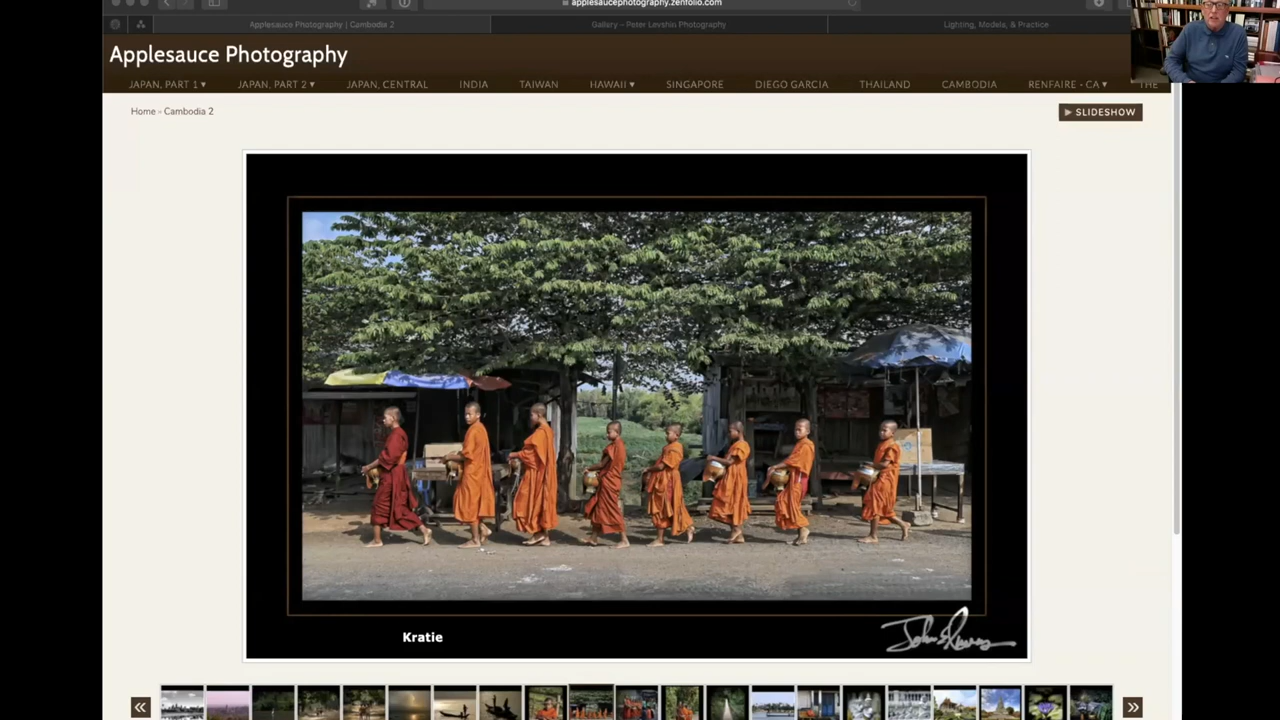 applesaucephotography.zenfolio.com
Applesauce Photography | Cambodia 2
Gallery – Peter Levshin Photography
Lighting, Models, & Practice
Applesauce Photography
JAPAN, PART 1 ▾ JAPAN, PART 2 ▾ JAPAN, CENTRAL INDIA TAIWAN HAWAII ▾ SINGAPORE DIEGO GARCIA THAILAND CAMBODIA RENFAIRE - CA ▾ THE
Home » Cambodia 2
▶ SLIDESHOW
Kratie